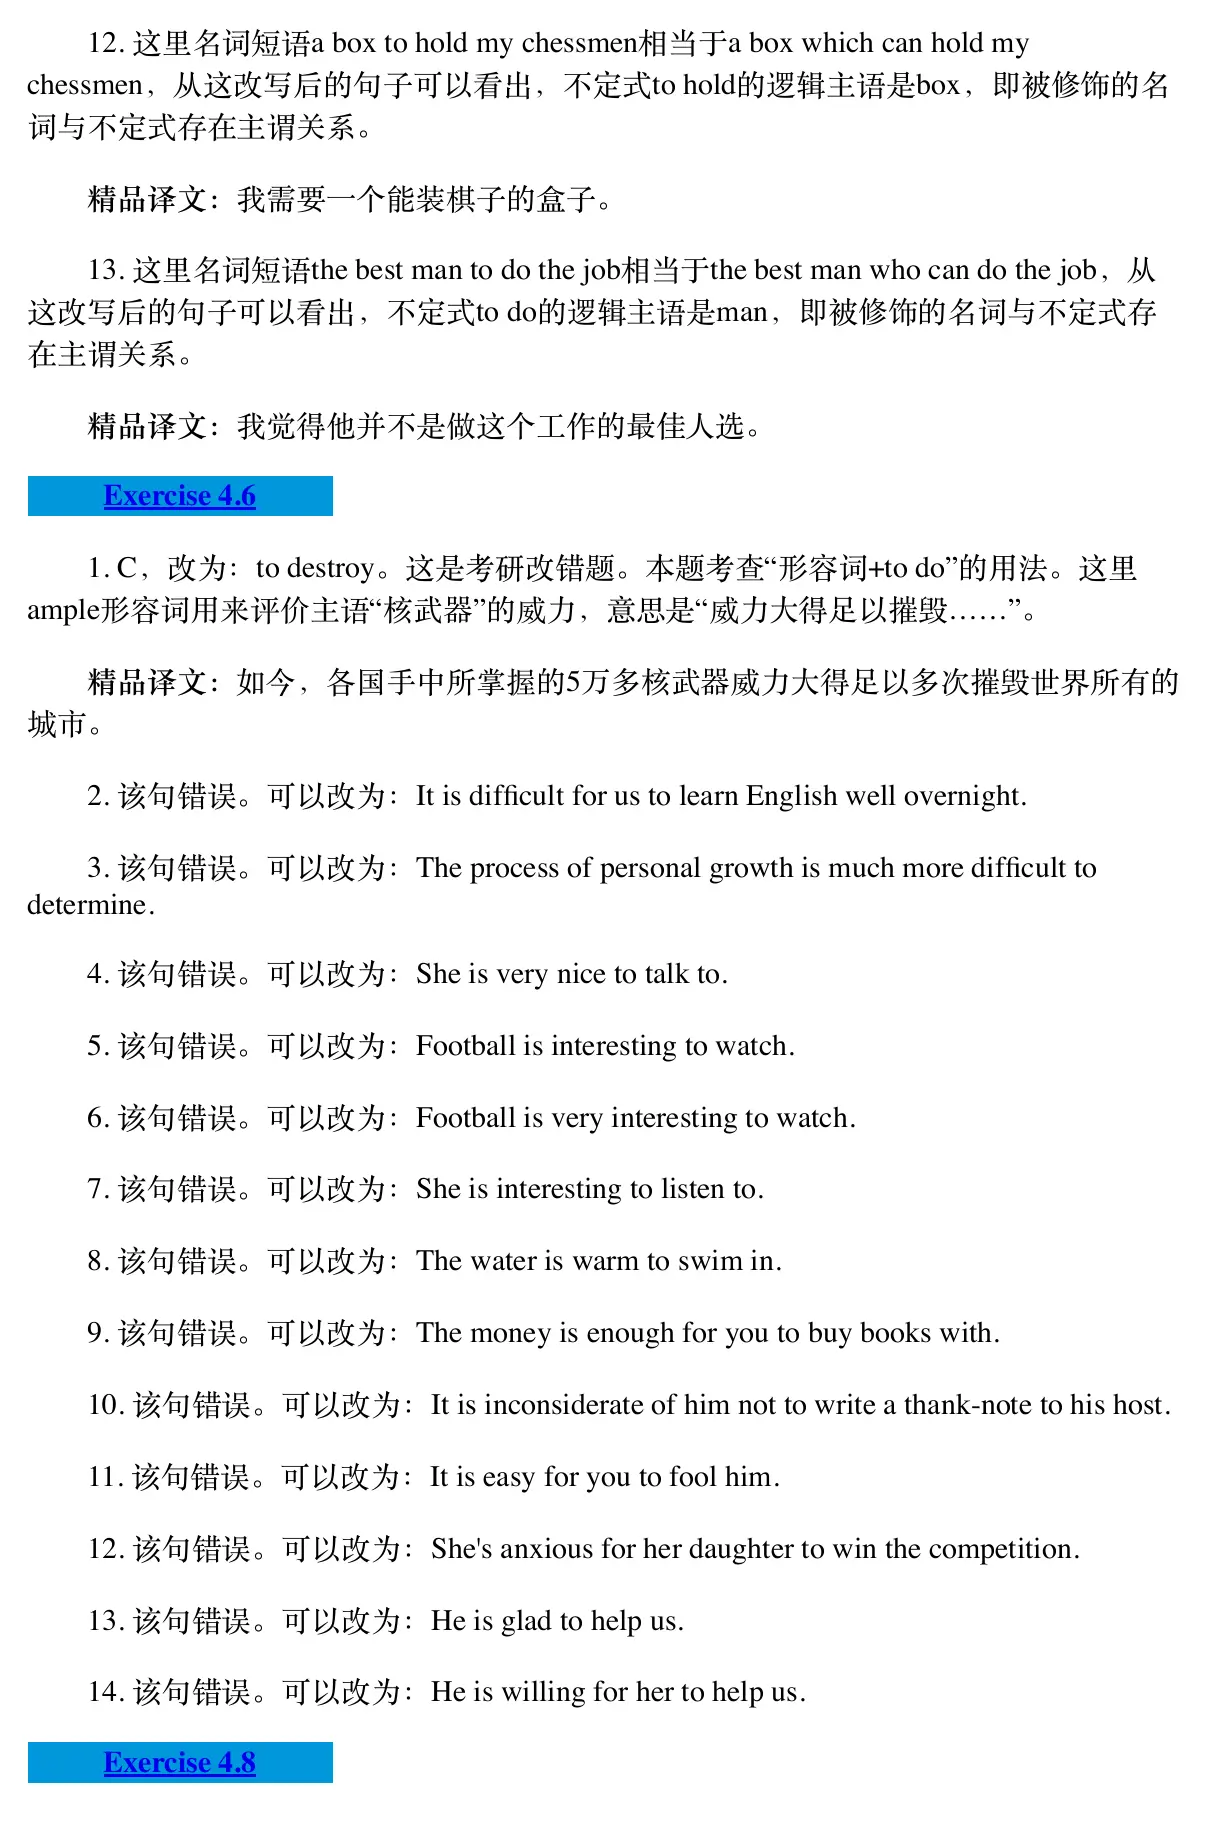 12. 这里名词短语a box to hold my chessmen相当于a box which can hold my
chessmen，从这改写后的句子可以看出，不定式to hold的逻辑主语是box，即被修饰的名
词与不定式存在主谓关系。
精品译文：我需要一个能装棋子的盒子。
13. 这里名词短语the best man to do the job相当于the best man who can do the job，从
这改写后的句子可以看出，不定式to do的逻辑主语是man，即被修饰的名词与不定式存
在主谓关系。
精品译文：我觉得他并不是做这个工作的最佳人选。
Exercise 4.6
1. C，改为：to destroy。这是考研改错题。本题考查“形容词+to do”的用法。这里
ample形容词用来评价主语“核武器”的威力，意思是“威力大得足以摧毁……”。
精品译文：如今，各国手中所掌握的5万多核武器威力大得足以多次摧毁世界所有的
城市。
2. 该句错误。可以改为：It is difficult for us to learn English well overnight.
3. 该句错误。可以改为：The process of personal growth is much more difficult to
determine.
4. 该句错误。可以改为：She is very nice to talk to.
5. 该句错误。可以改为：Football is interesting to watch.
6. 该句错误。可以改为：Football is very interesting to watch.
7. 该句错误。可以改为：She is interesting to listen to.
8. 该句错误。可以改为：The water is warm to swim in.
9. 该句错误。可以改为：The money is enough for you to buy books with.
10. 该句错误。可以改为：It is inconsiderate of him not to write a thank-note to his host.
11. 该句错误。可以改为：It is easy for you to fool him.
12. 该句错误。可以改为：She's anxious for her daughter to win the competition.
13. 该句错误。可以改为：He is glad to help us.
14. 该句错误。可以改为：He is willing for her to help us.
Exercise 4.8